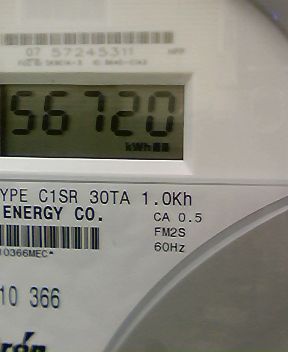 07 57245311
56720
kWh
YPE C1SR 30TA 1.0Kh
ENERGY CO.
CA 0.5
FM2S
60Hz
10366MEC*
10 366
rón